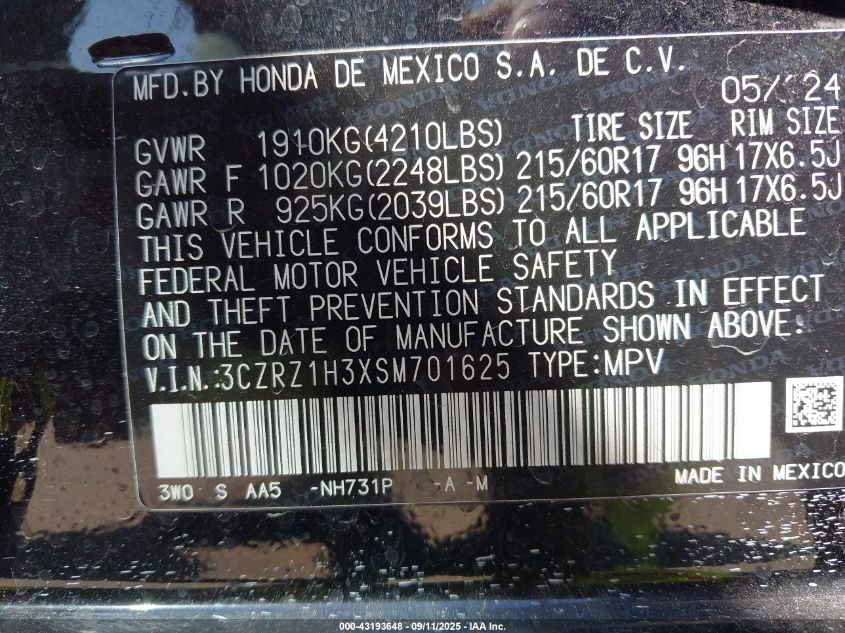 MFD.BY HONDA DE MEXICO S.A. DE C.V.
05/ 24
GVWR 1910KG(4210LBS) TIRE SIZE RIM SIZE
GAWR F 1020KG(2248LBS) 215/60R17 96H 17X6.5J
GAWR R 925KG(2039LBS) 215/60R17 96H 17X6.5J
THIS VEHICLE CONFORMS TO ALL APPLICABLE
FEDERAL MOTOR VEHICLE SAFETY
AND THEFT PREVENTION STANDARDS IN EFFECT
ON THE DATE OF MANUFACTURE SHOWN ABOVE:
V.I.N.:3CZRZ1H3XSM701625 TYPE:MPV
3W0 S AA5 -NH731P -A -M
MADE IN MEXICO
000-43193648 - 09/11/2025 - IAA Inc.